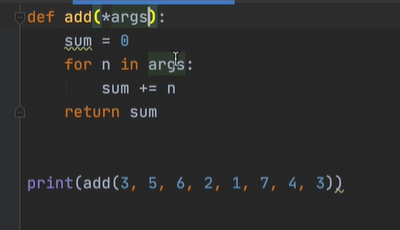 def add(*args):
    sum = 0
    for n in args:
        sum += n
    return sum
print(add(3, 5, 6, 2, 1, 7, 4, 3))